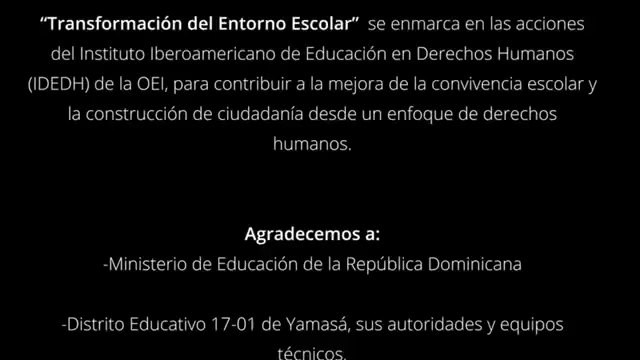 “Transformación del Entorno Escolar” se enmarca en las acciones
del Instituto Iberoamericano de Educación en Derechos Humanos
(IDEDH) de la OEI, para contribuir a la mejora de la convivencia escolar y
la construcción de ciudadanía desde un enfoque de derechos
humanos.
Agradecemos a:
-Ministerio de Educación de la República Dominicana
-Distrito Educativo 17-01 de Yamasá, sus autoridades y equipos
técnicos.